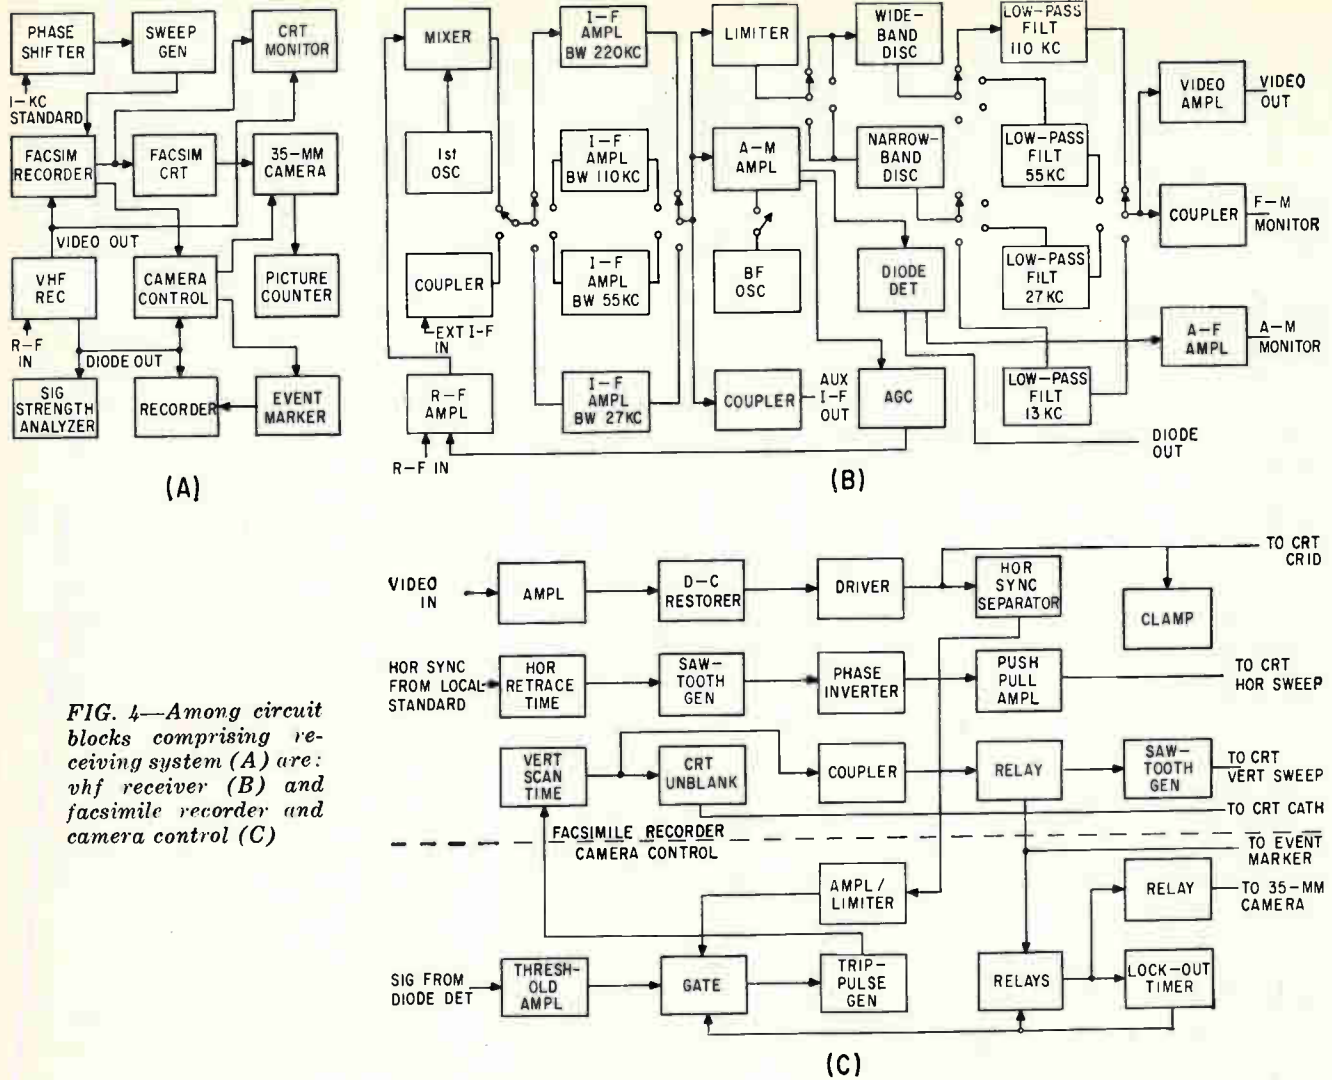 PHASE
SHIFTER
SWEEP
GEN
CRT
MONITOR
I-KC
STANDARD
FACSIM
RECORDER
FACSIM
CRT
35-MM
CAMERA
VIDEO OUT
VHF
REC
CAMERA
CONTROL
PICTURE
COUNTER
R-F
IN
DIODE OUT
SIG
STRENGTH
ANALYZER
RECORDER
EVENT
MARKER
(A)
MIXER
I-F
AMPL
BW 220KC
LIMITER
WIDE-
BAND
DISC
LOW-PASS
FILT
110 KC
VIDEO
AMPL
VIDEO
OUT
1st
OSC
I-F
AMPL
BW 110KC
A-M
AMPL
NARROW-
BAND
DISC
LOW-PASS
FILT
55KC
COUPLER
F-M
MONITOR
COUPLER
I-F
AMPL
BW 55KC
BF
OSC
DIODE
DET
LOW-PASS
FILT
27KC
EXT I-F
IN
A-F
AMPL
A-M
MONITOR
R-F
AMPL
I-F
AMPL
BW 27KC
COUPLER
AUX
I-F
OUT
AGC
LOW-PASS
FILT
13KC
R-F IN
DIODE
OUT
(B)
VIDEO
IN
AMPL
D-C
RESTORER
DRIVER
HOR
SYNC
SEPARATOR
CLAMP
TO CRT
CRID
HOR SYNC
FROM LOCAL
STANDARD
HOR
RETRACE
TIME
SAW-
TOOTH
GEN
PHASE
INVERTER
PUSH
PULL
AMPL
TO CRT
HOR SWEEP
VERT
SCAN
TIME
CRT
UNBLANK
COUPLER
RELAY
SAW-
TOOTH
GEN
TO CRT
VERT SWEEP
TO CRT CATH
FACSIMILE RECORDER
CAMERA CONTROL
TO EVENT
MARKER
AMPL/
LIMITER
RELAY
TO 35-MM
CAMERA
SIG FROM
DIODE DET
THRESH-
OLD
AMPL
GATE
TRIP-
PULSE
GEN
RELAYS
LOCK-OUT
TIMER
(C)
FIG. 4—Among circuit
blocks comprising re-
ceiving system (A) are:
vhf receiver (B) and
facsimile recorder and
camera control (C)